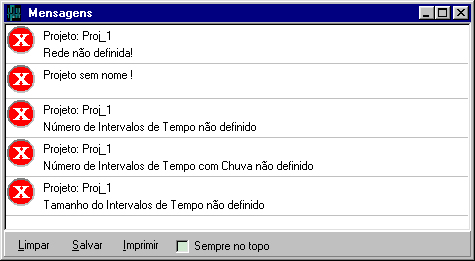 Mensagens
Projeto: Proj_1
Rede não definida!
Projeto sem nome !
Projeto: Proj_1
Número de Intervalos de Tempo não definido
Projeto: Proj_1
Número de Intervalos de Tempo com Chuva não definido
Projeto: Proj_1
Tamanho do Intervalos de Tempo não definido
Limpar Salvar Imprimir Sempre no topo